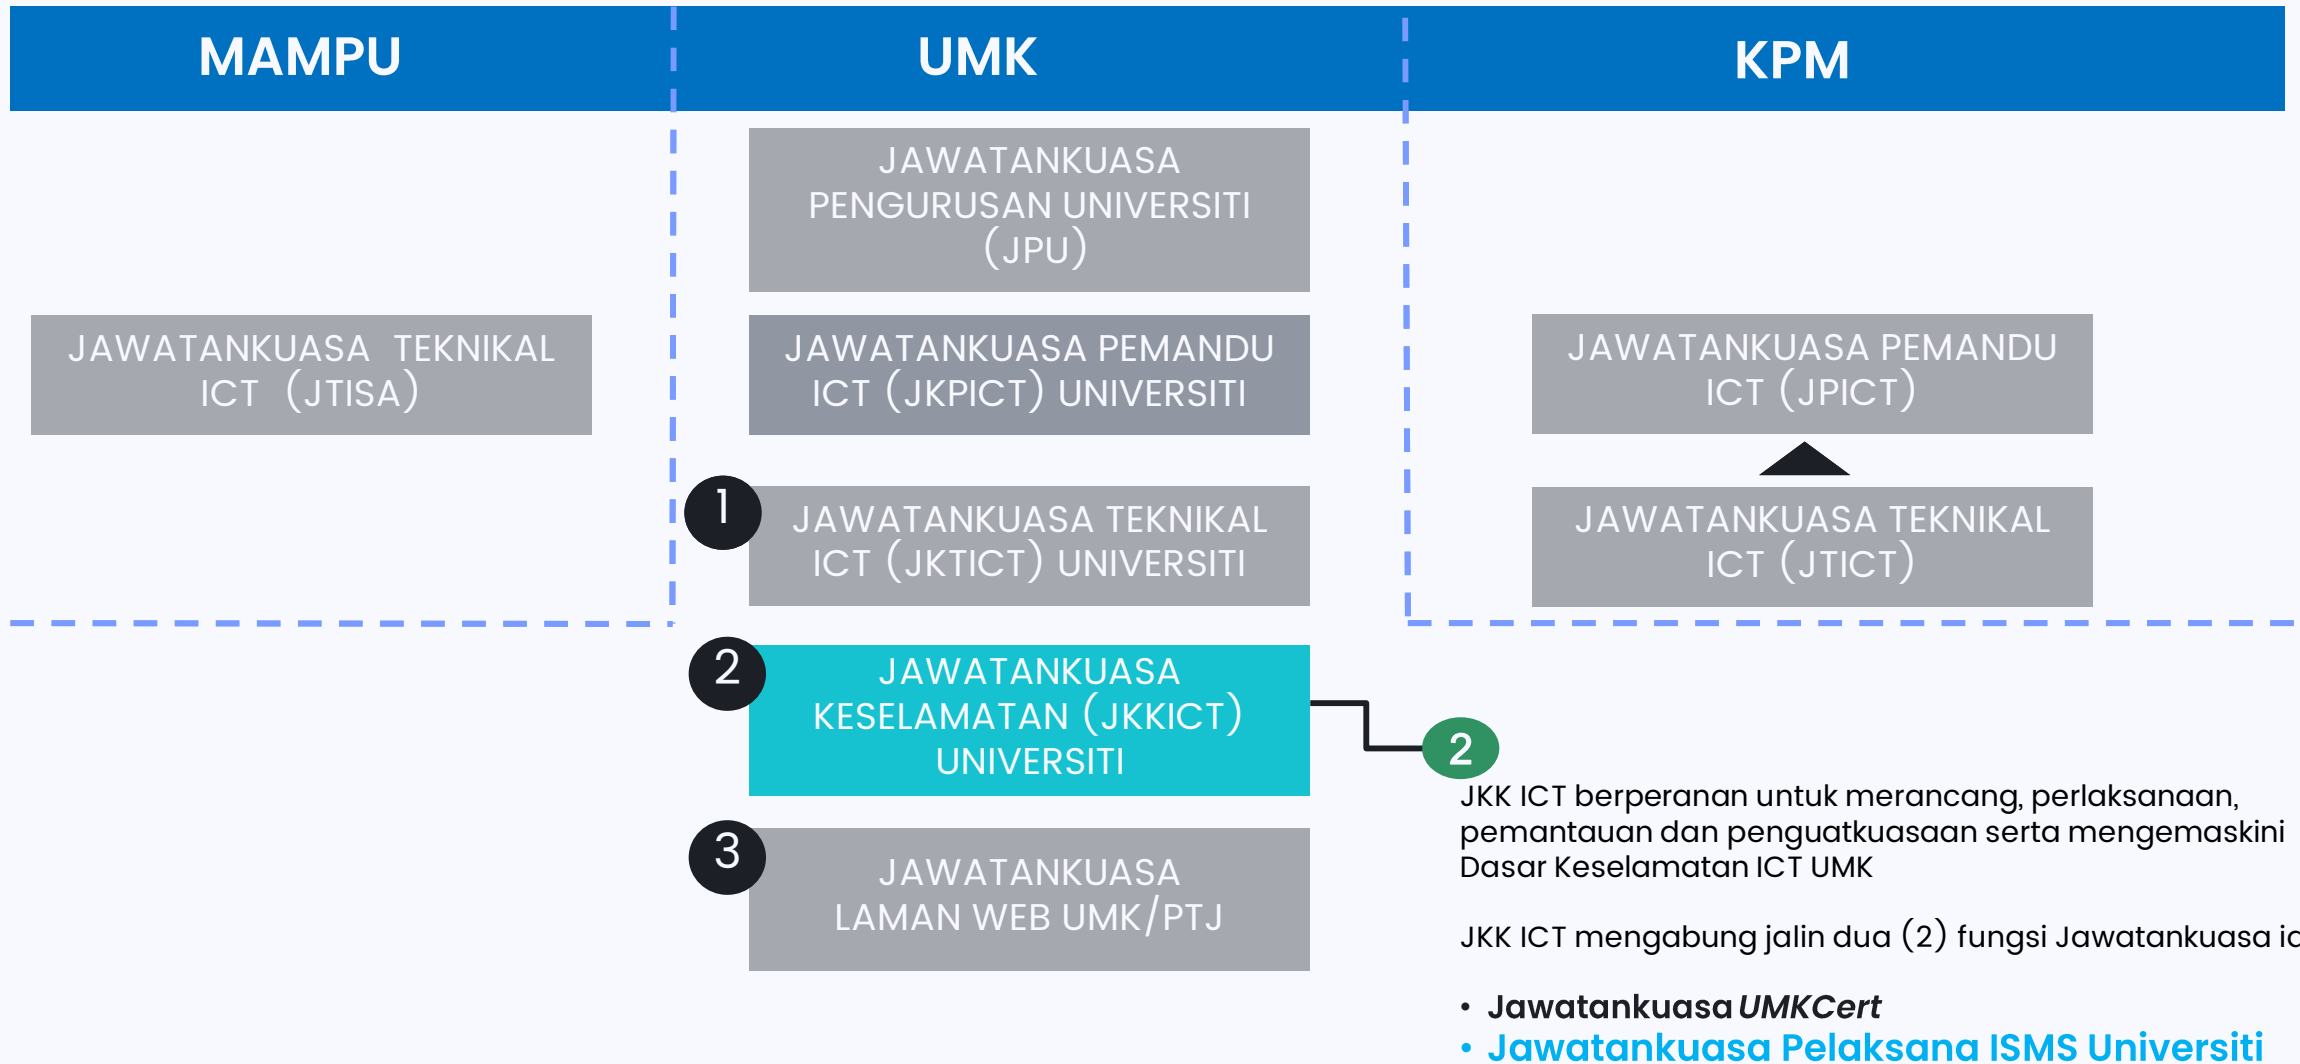 MAMPU
UMK
KPM
JAWATANKUASA
PENGURUSAN UNIVERSITI
(JPU)
JAWATANKUASA TEKNIKAL
ICT (JTISA)
JAWATANKUASA PEMANDU
ICT (JKPICT) UNIVERSITI
JAWATANKUASA PEMANDU
ICT (JPICT)
1
JAWATANKUASA TEKNIKAL
ICT (JKTICT) UNIVERSITI
JAWATANKUASA TEKNIKAL
ICT (JTICT)
2
JAWATANKUASA
KESELAMATAN (JKKICT)
UNIVERSITI
2
JKK ICT berperanan untuk merancang, perlaksanaan,
pemantauan dan penguatkuasaan serta mengemaskini
Dasar Keselamatan ICT UMK
3
JAWATANKUASA
LAMAN WEB UMK/PTJ
JKK ICT mengabung jalin dua (2) fungsi Jawatankuasa
• Jawatankuasa UMKCert
• Jawatankuasa Pelaksana ISMS Universiti